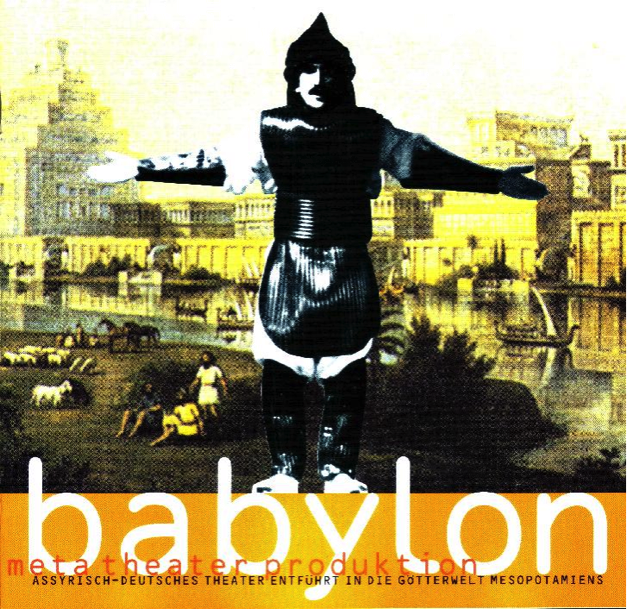 babylon
metatheater produktion
ASSYRISCH-DEUTSCHES THEATER ENTFÜHRT IN DIE GÖTTERWELT MESOPOTAMIENS